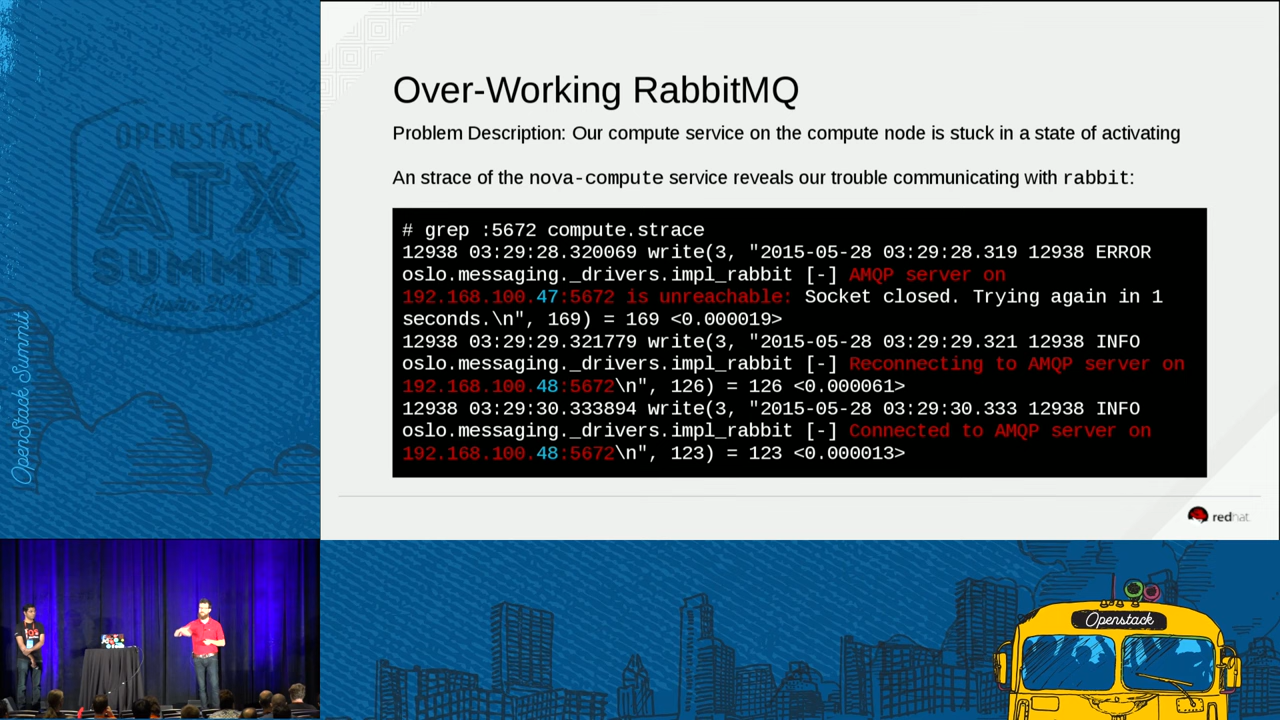 OPENSTACK
ATX
SUMMIT
OpenStack Summit
Over-Working RabbitMQ
Problem Description: Our compute service on the compute node is stuck in a state of activating
An strace of the nova-compute service reveals our trouble communicating with rabbit:
# grep :5672 compute.strace
12938 03:29:28.320069 write(3, "2015-05-28 03:29:28.319 12938 ERROR
oslo.messaging._drivers.impl_rabbit [-] AMQP server on
192.168.100.47:5672 is unreachable: Socket closed. Trying again in 1
seconds.\n", 169) = 169 <0.000019>
12938 03:29:29.321779 write(3, "2015-05-28 03:29:29.321 12938 INFO
oslo.messaging._drivers.impl_rabbit [-] Reconnecting to AMQP server on
192.168.100.48:5672\n", 126) = 126 <0.000061>
12938 03:29:30.333894 write(3, "2015-05-28 03:29:30.333 12938 INFO
oslo.messaging._drivers.impl_rabbit [-] Connected to AMQP server on
192.168.100.48:5672\n", 123) = 123 <0.000013>
redhat
Openstack